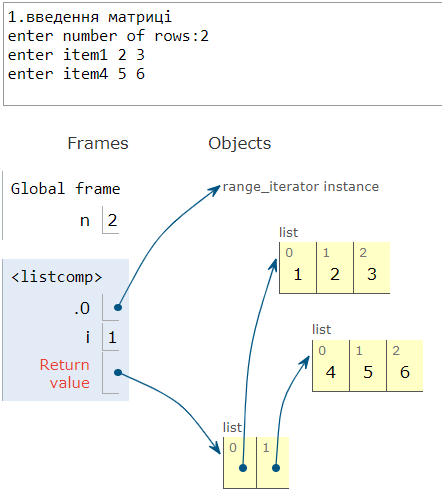 1.введення матриці
enter number of rows:2
enter item1 2 3
enter item4 5 6
Frames Objects
Global frame
n 2
range_iterator instance
list
0 1 2
1 2 3
<listcomp>
.0
i 1
Return
value
list
0 1 2
4 5 6
list
0 1